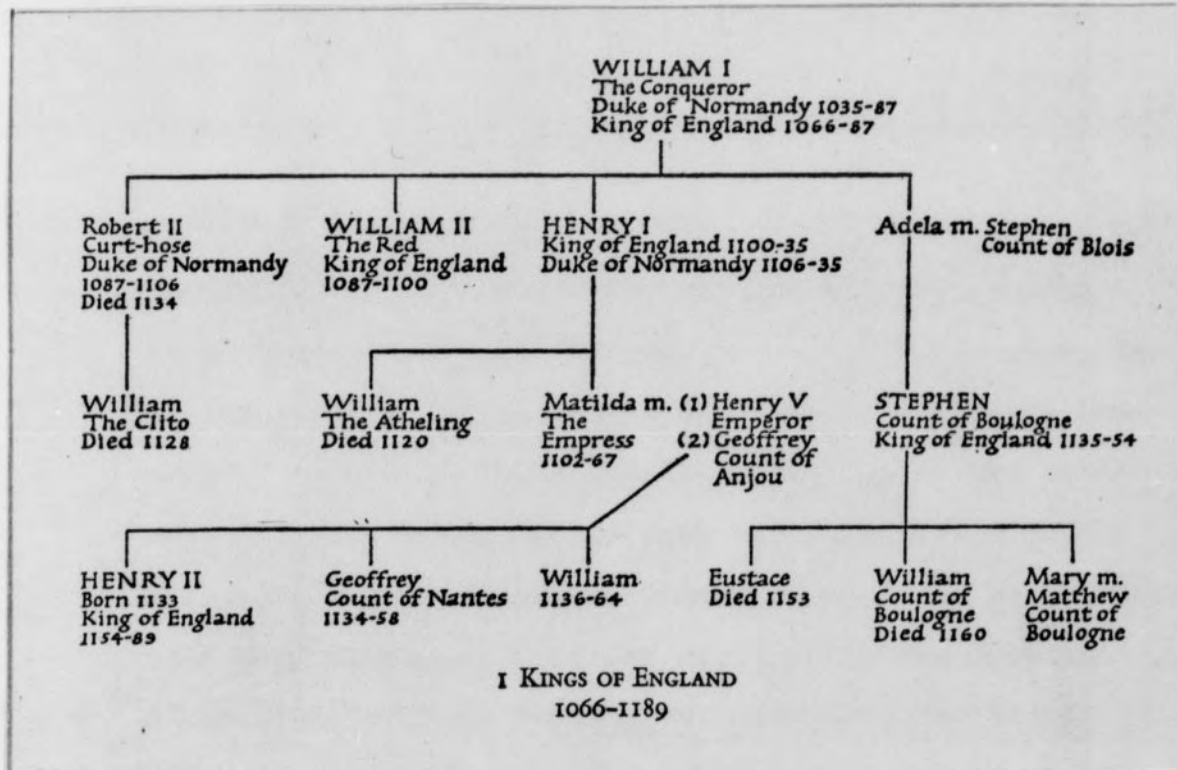 WILLIAM I
The Conqueror
Duke of Normandy 1035-87
King of England 1066-87
Robert II
Curt-hose
Duke of Normandy
1087-1106
Died 1134
WILLIAM II
The Red
King of England
1087-1100
HENRY I
King of England 1100-35
Duke of Normandy 1106-35
Adela m. Stephen
Count of Blois
William
The Clito
Died 1128
William
The Atheling
Died 1120
Matilda m. (1) Henry V
The Emperor
Empress (2) Geoffrey
1102-67 Count of
Anjou
STEPHEN
Count of Boulogne
King of England 1135-54
HENRY II
Born 1133
King of England
1154-89
Geoffrey
Count of Nantes
1134-58
William
1136-64
Eustace
Died 1153
William
Count of
Boulogne
Died 1160
Mary m.
Matthew
Count of
Boulogne
I KINGS OF ENGLAND
1066-1189